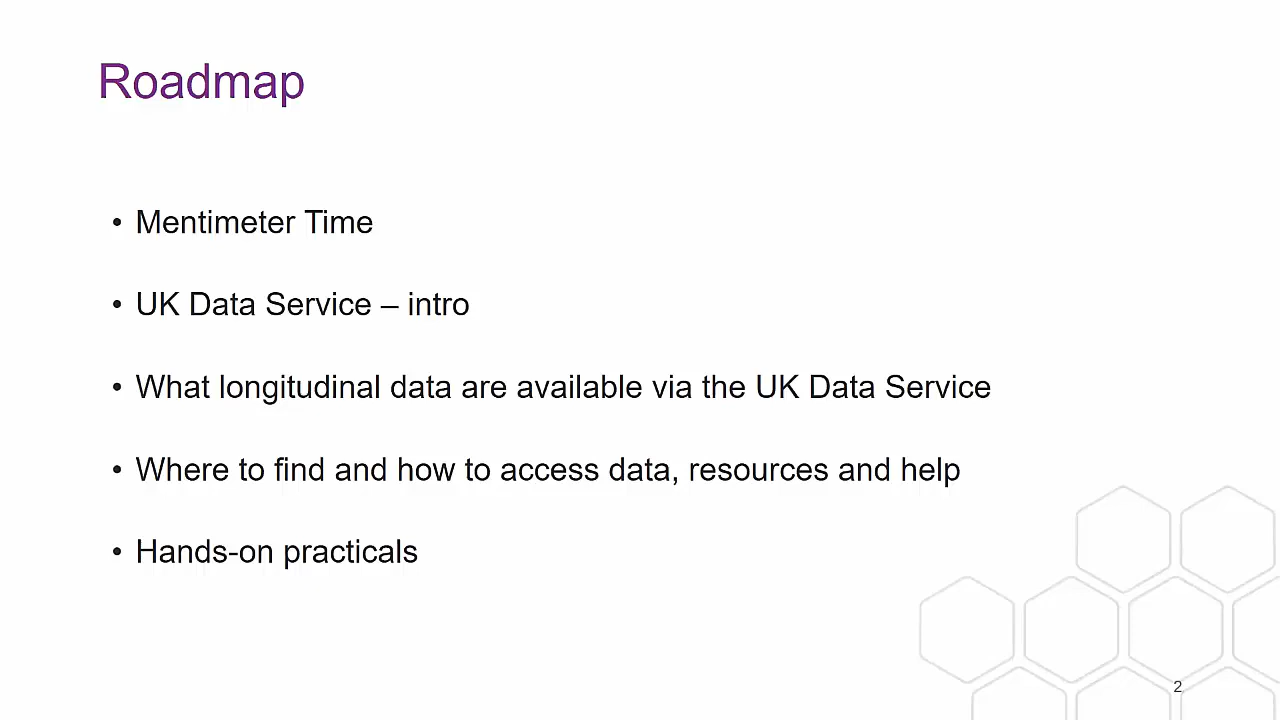 Roadmap
• Mentimeter Time
• UK Data Service – intro
• What longitudinal data are available via the UK Data Service
• Where to find and how to access data, resources and help
• Hands-on practicals
2